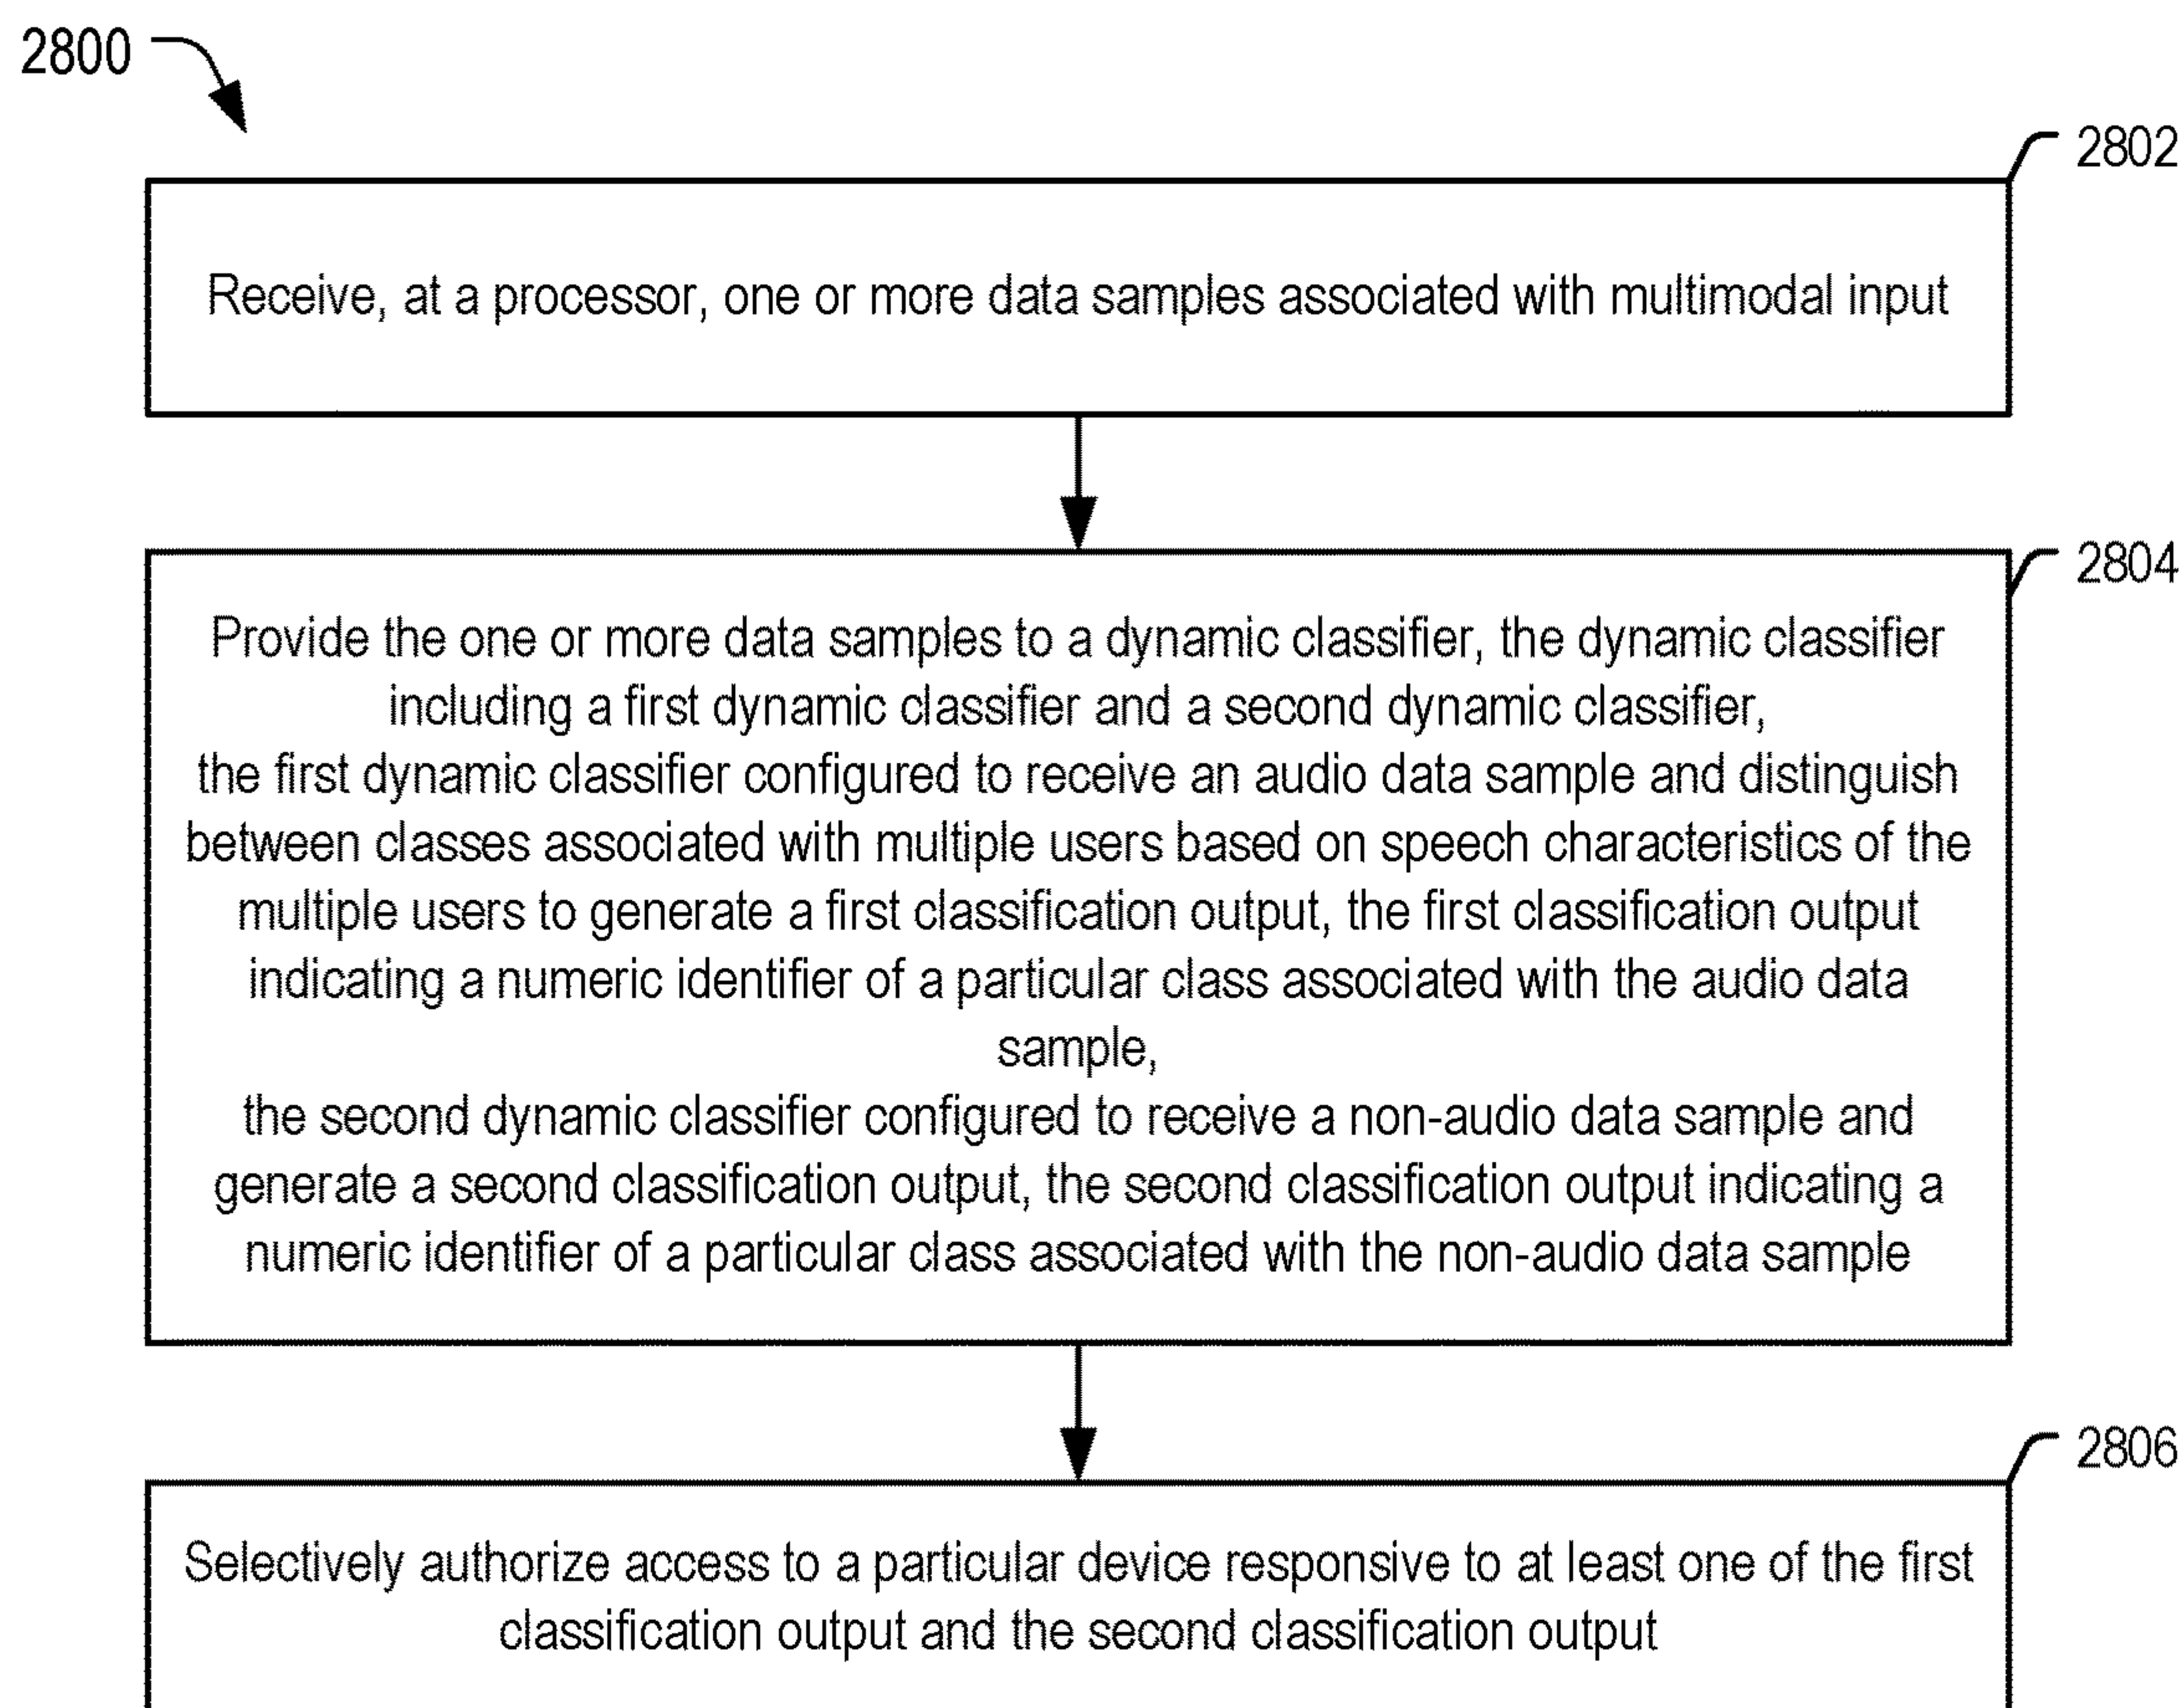 2800
2802
Receive, at a processor, one or more data samples associated with multimodal input
2804
Provide the one or more data samples to a dynamic classifier, the dynamic classifier
including a first dynamic classifier and a second dynamic classifier,
the first dynamic classifier configured to receive an audio data sample and distinguish
between classes associated with multiple users based on speech characteristics of the
multiple users to generate a first classification output, the first classification output
indicating a numeric identifier of a particular class associated with the audio data
sample,
the second dynamic classifier configured to receive a non-audio data sample and
generate a second classification output, the second classification output indicating a
numeric identifier of a particular class associated with the non-audio data sample
2806
Selectively authorize access to a particular device responsive to at least one of the first
classification output and the second classification output